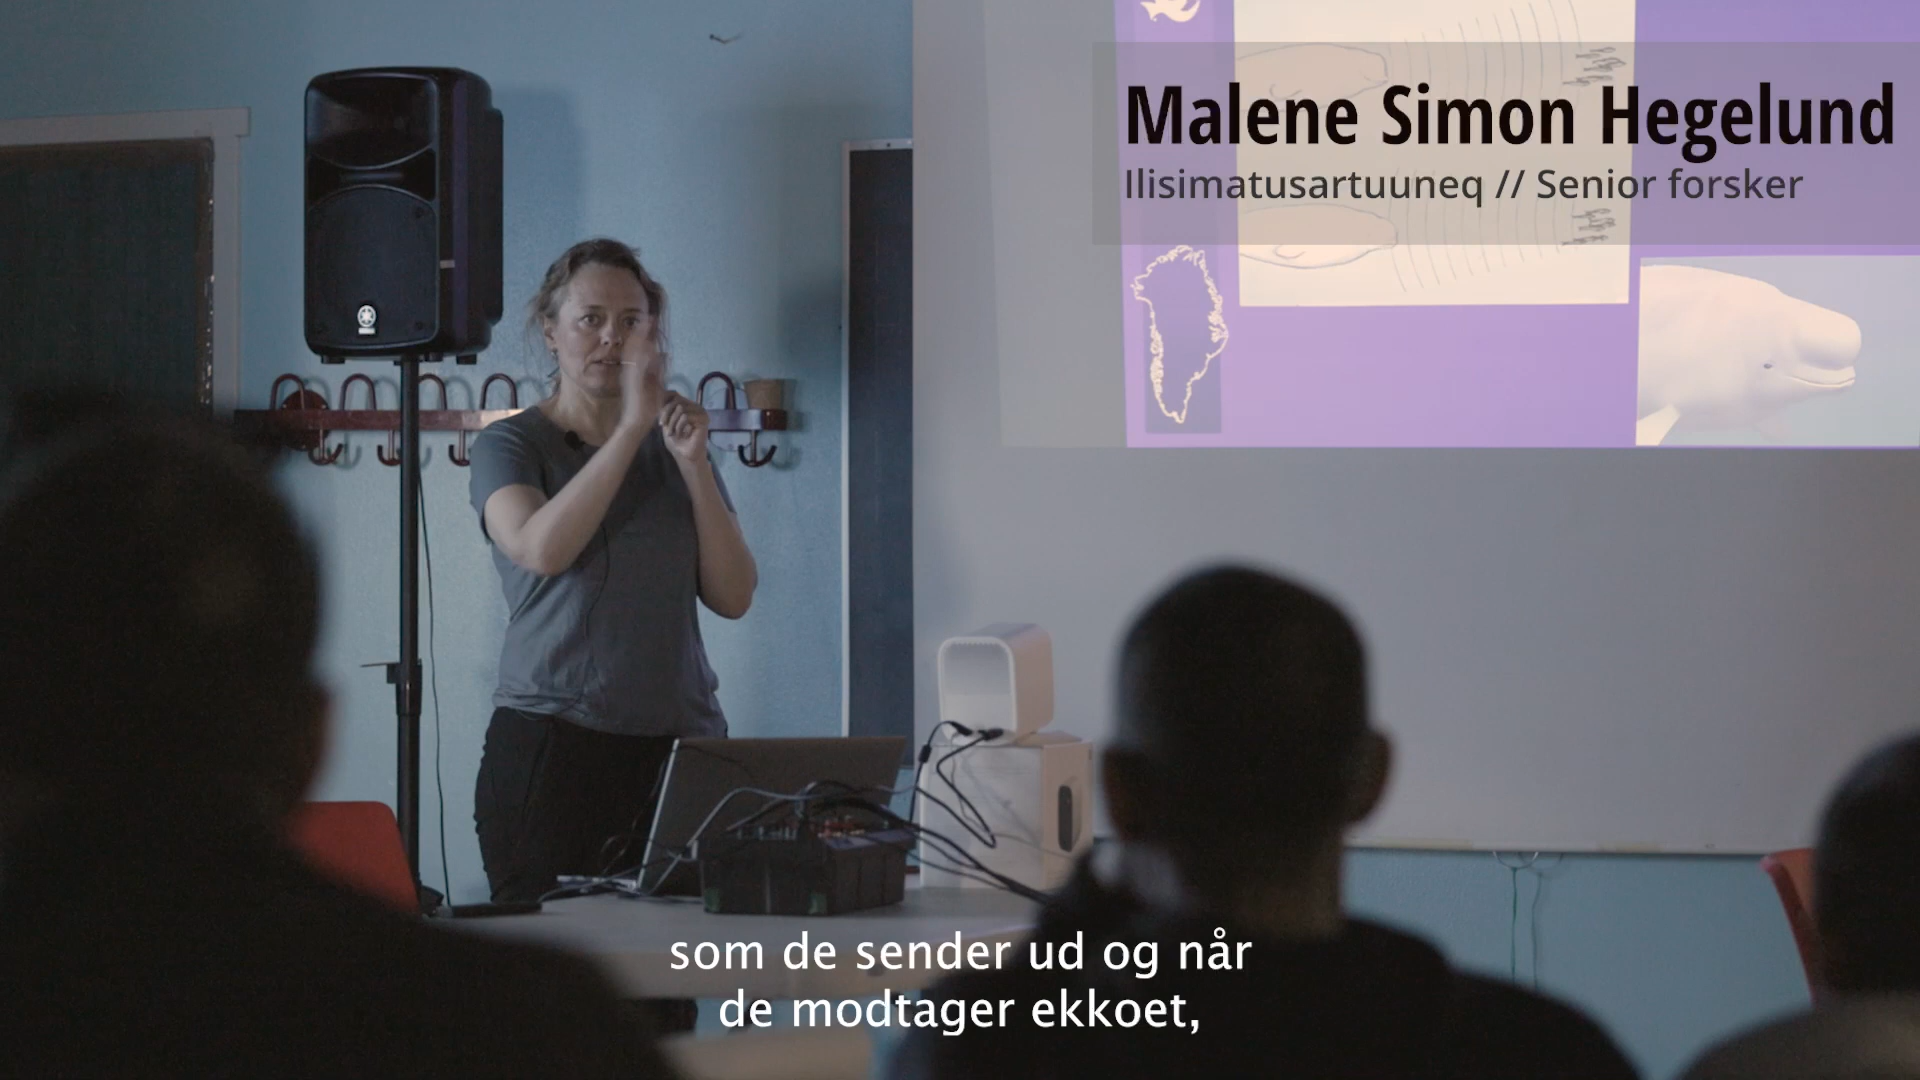 Malene Simon Hegelund
Ilisimatusartuuneq // Senior forsker
som de sender ud og når
de modtager ekkoet,